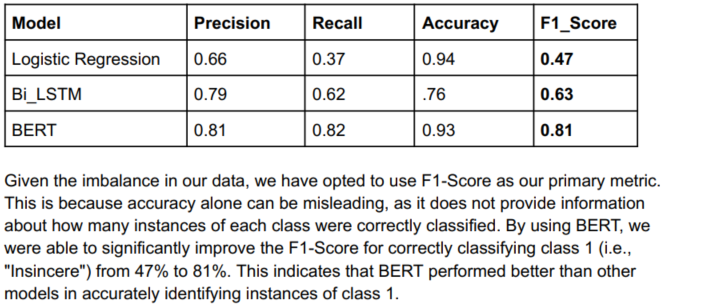 Model Precision Recall Accuracy F1_Score
Logistic Regression 0.66 0.37 0.94 0.47
Bi_LSTM 0.79 0.62 .76 0.63
BERT 0.81 0.82 0.93 0.81
Given the imbalance in our data, we have opted to use F1-Score as our primary metric.
This is because accuracy alone can be misleading, as it does not provide information
about how many instances of each class were correctly classified. By using BERT, we
were able to significantly improve the F1-Score for correctly classifying class 1 (i.e.,
"Insincere") from 47% to 81%. This indicates that BERT performed better than other
models in accurately identifying instances of class 1.